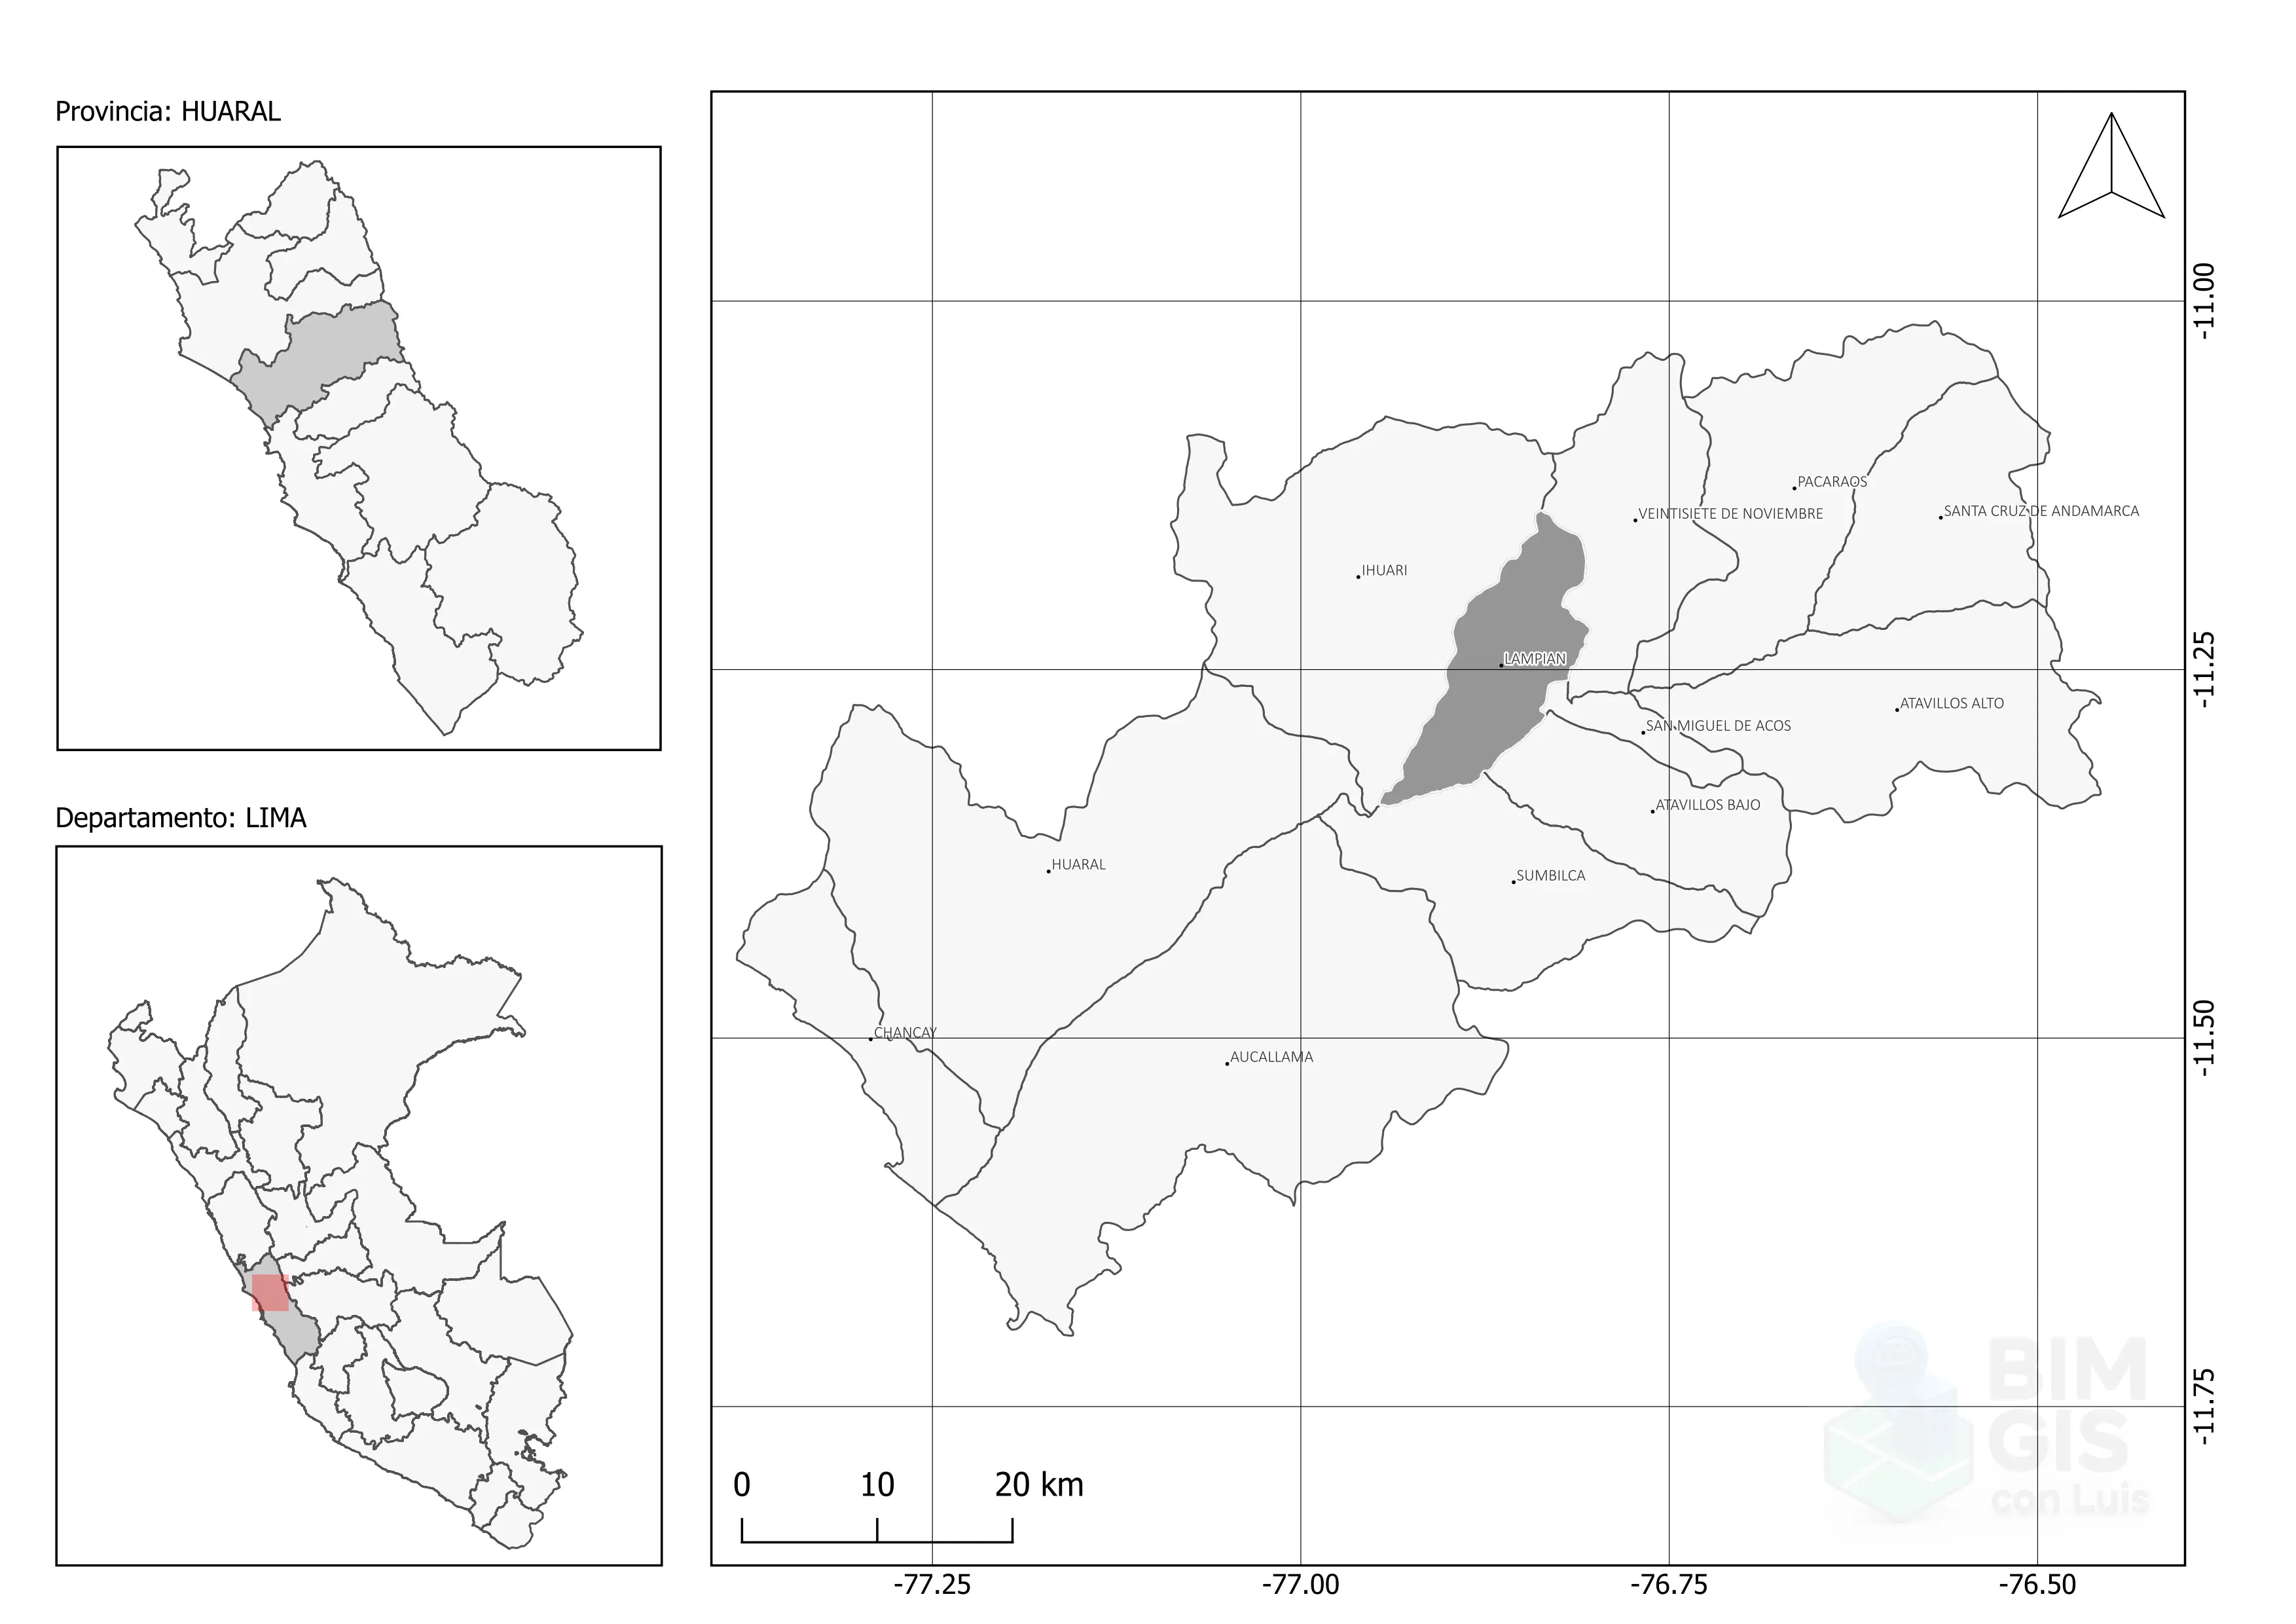 Provincia: HUARAL
Departamento: LIMA
PACARAOS
SANTA CRUZ DE ANDAMARCA
VEINTISIETE DE NOVIEMBRE
IHUARI
LAMPIAN
ATAVILLOS ALTO
SAN MIGUEL DE ACOS
ATAVILLOS BAJO
HUARAL
SUMBILCA
CHANCAY
AUCALLAMA
-11.00
-11.25
-11.50
-11.75
BIM
GIS
con Luis
0 10 20 km
-77.25 -77.00 -76.75 -76.50